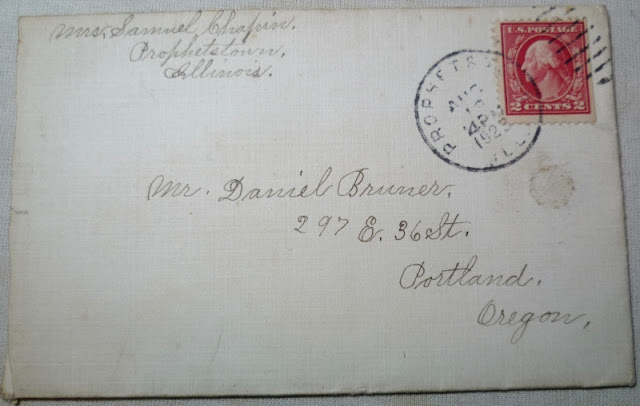 Mrs. Samuel Chapin.
Prophetstown,
Illinois.
U.S. POSTAGE
2 CENTS 2
PROPHETS
AUG
4 PM
ILL.
Mr. Daniel Bruner.
297 E. 36 St.
Portland.
Oregon.